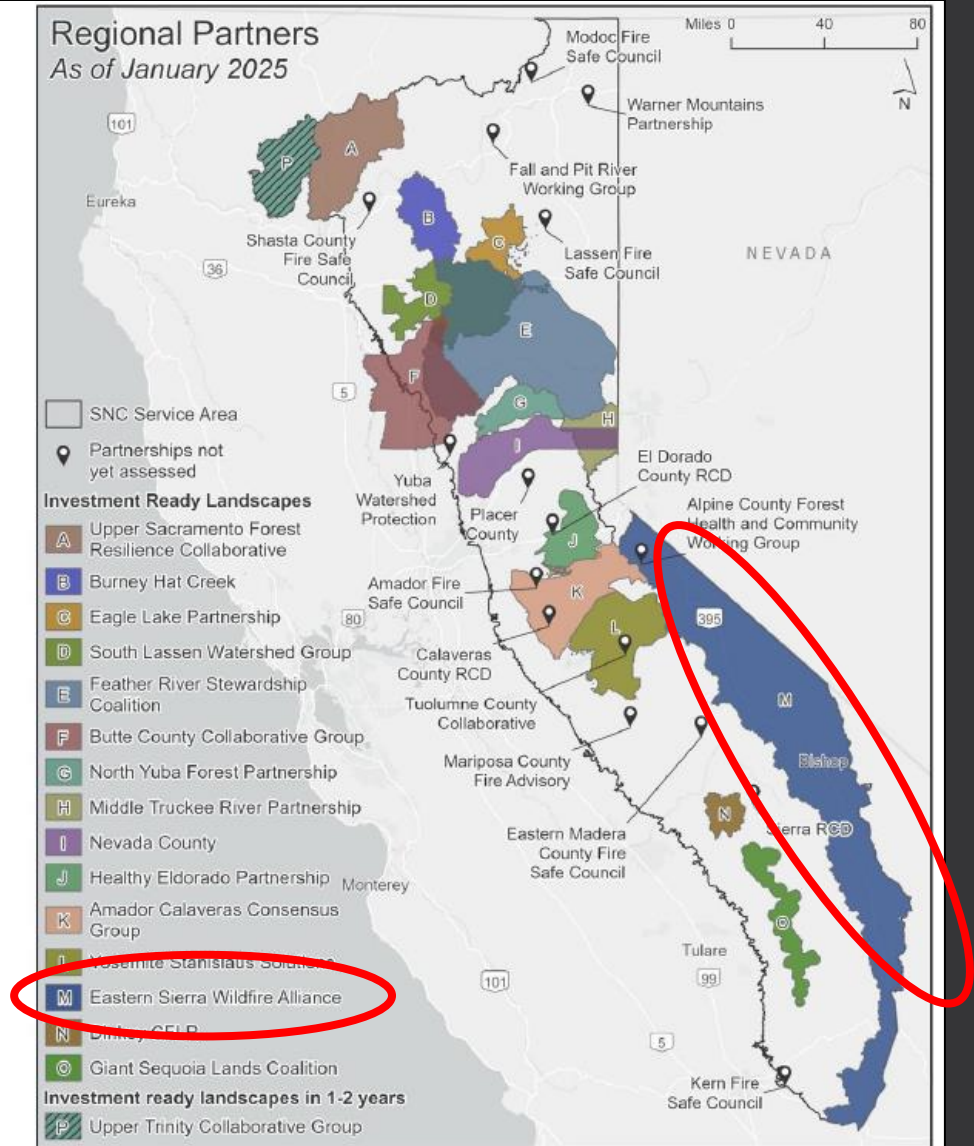 Regional Partners
As of January 2025
Miles 0 40 80
N
Modoc Fire
Safe Council
Warner Mountains
Partnership
101
P
A
Fall and Pit River
Working Group
Eureka
B
C
Shasta County
Fire Safe
Council
Lassen Fire
Safe Council
NEVADA
36
D
E
F
5
G
H
I
SNC Service Area
Partnerships not
yet assessed
Yuba
Watershed
Protection
Placer
County
El Dorado
County RCD
Alpine County Forest
Health and Community
Working Group
J
Amador Fire
Safe Council
K
80
395
L
Calaveras
County RCD
M
Tuolumne County
Collaborative
Mariposa County
Fire Advisory
Bishop
N
Sierra RCD
Eastern Madera
County Fire
Safe Council
Monterey
O
Tulare
99
101
5
Kern Fire
Safe Council
Investment Ready Landscapes
A Upper Sacramento Forest
Resilience Collaborative
B Burney Hat Creek
C Eagle Lake Partnership
D South Lassen Watershed Group
E Feather River Stewardship
Coalition
F Butte County Collaborative Group
G North Yuba Forest Partnership
H Middle Truckee River Partnership
I Nevada County
J Healthy Eldorado Partnership
K Amador Calaveras Consensus
Group
L Yosemite Stanislaus Solutions
M Eastern Sierra Wildfire Alliance
N Dinkey CFLR
O Giant Sequoia Lands Coalition
Investment ready landscapes in 1-2 years
P Upper Trinity Collaborative Group